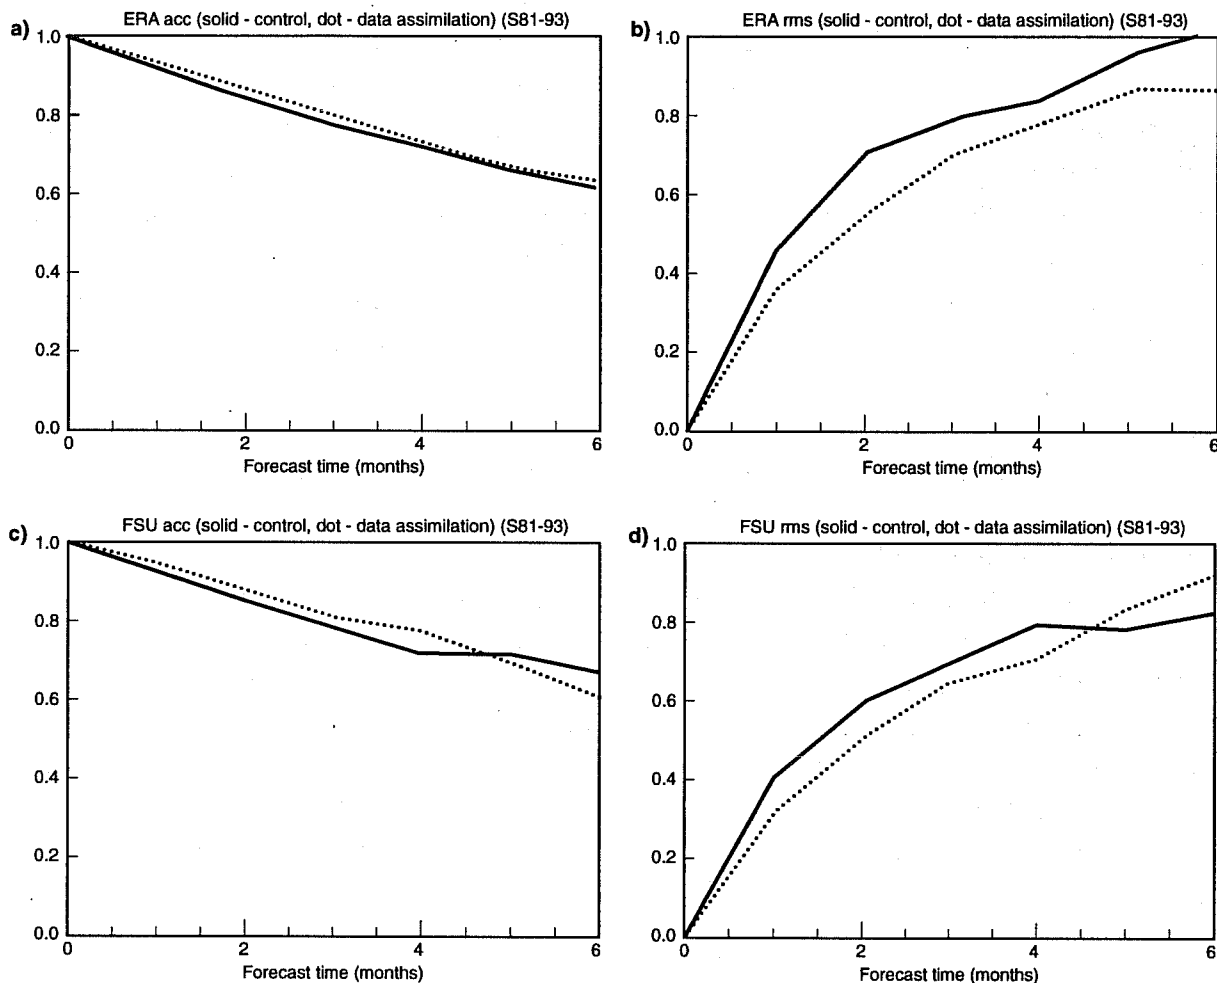 a)
ERA acc (solid - control, dot - data assimilation) (S81-93)
1.0
0.8
0.6
0.4
0.2
0.0
0 2 4 6
Forecast time (months)
b)
ERA rms (solid - control, dot - data assimilation) (S81-93)
1.0
0.8
0.6
0.4
0.2
0.0
0 2 4 6
Forecast time (months)
c)
FSU acc (solid - control, dot - data assimilation) (S81-93)
1.0
0.8
0.6
0.4
0.2
0.0
0 2 4 6
Forecast time (months)
d)
FSU rms (solid - control, dot - data assimilation) (S81-93)
1.0
0.8
0.6
0.4
0.2
0.0
0 2 4 6
Forecast time (months)